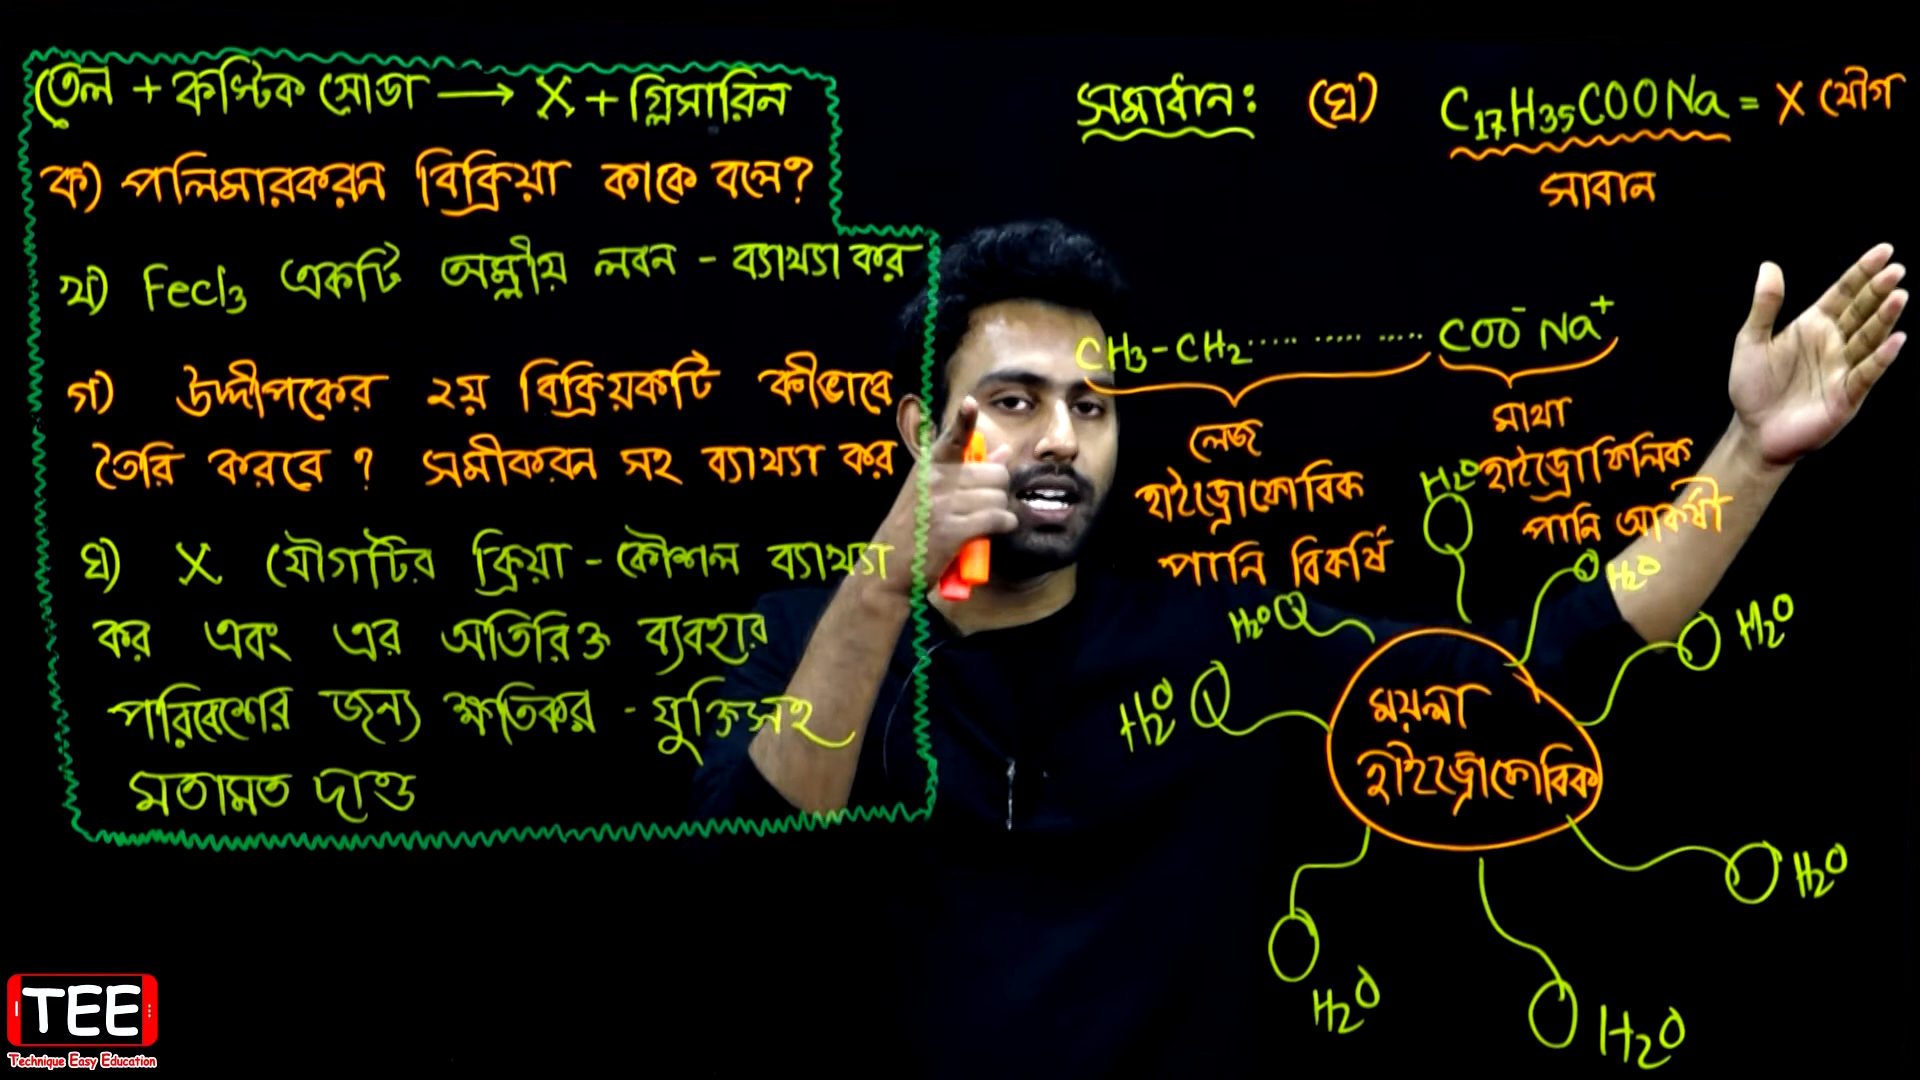 তেল + কস্টিক সোডা → X + গ্লিসারিন
ক) পলিমারকরন বিক্রিয়া কাকে বলে?
খ) FeCl₃ একটি অম্লীয় লবন - ব্যাখ্যা কর
গ) উদ্দীপকের ২য় বিক্রিয়কটি কীভাবে
তৈরি করবে ? সমীকরন সহ ব্যাখ্যা কর
ঘ) X যৌগটির ক্রিয়া - কৌশল ব্যাখ্যা
কর এবং এর অতিরিক্ত ব্যবহার
পরিবেশের জন্য ক্ষতিকর - যুক্তিসহ
মতামত দাও
সমাধান: (ঘ) C₁₇H₃₅COONa = X যৌগ
সাবান
CH₃-CH₂ ..... ..... ..... COO⁻ Na⁺
লেজ
হাইড্রোফোবিক
পানি বিকর্ষি
মাথা
হাইড্রোফিলিক
পানি আকর্ষী
H₂O
H₂O
H₂O
H₂O
H₂O
ময়লা
হাইড্রোফোবিক
H₂O
H₂O
H₂O
TEE
Technique Easy Education